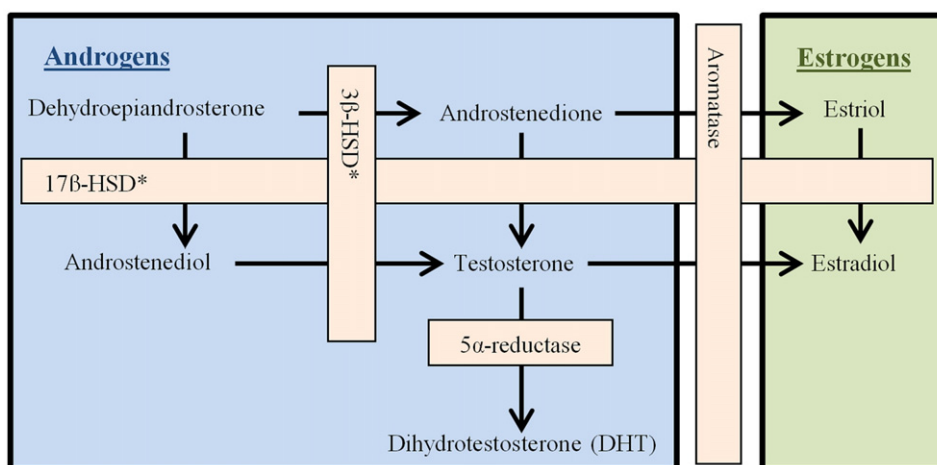 Androgens
Estrogens
Aromatase
3β-HSD*
Dehydroepiandrosterone
Androstenedione
Estriol
17β-HSD*
Androstenediol
Testosterone
Estradiol
5α-reductase
Dihydrotestosterone (DHT)